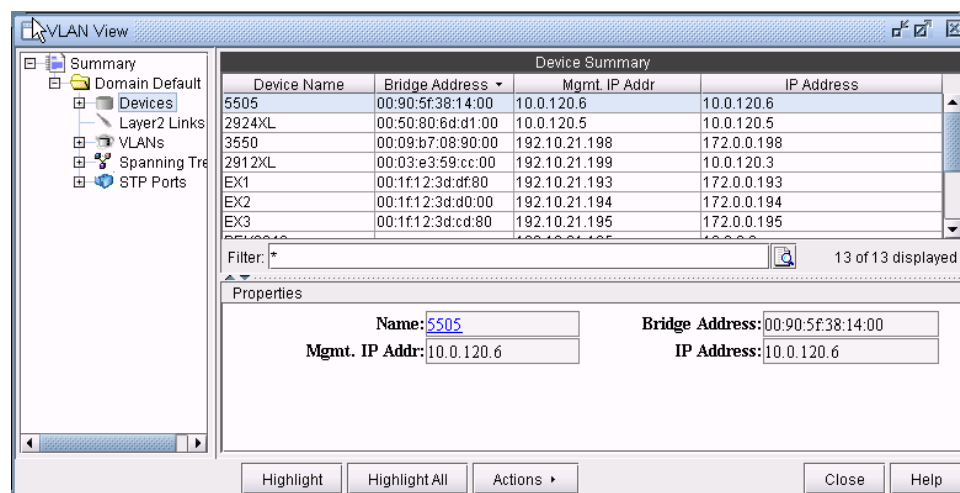 VLAN View
Summary
Domain Default
Devices
Layer2 Links
VLANs
Spanning Tre
STP Ports
Device Summary
Device Name Bridge Address Mgmt. IP Addr IP Address
5505 00:90:5f:38:14:00 10.0.120.6 10.0.120.6
2924XL 00:50:80:6d:d1:00 10.0.120.5 10.0.120.5
3550 00:09:b7:08:90:00 192.10.21.198 172.0.0.198
2912XL 00:03:e3:59:cc:00 192.10.21.199 10.0.120.3
EX1 00:1f:12:3d:df:80 192.10.21.193 172.0.0.193
EX2 00:1f:12:3d:d0:00 192.10.21.194 172.0.0.194
EX3 00:1f:12:3d:cd:80 192.10.21.195 172.0.0.195
Filter: * 13 of 13 displayed
Properties
Name: 5505 Bridge Address: 00:90:5f:38:14:00
Mgmt. IP Addr: 10.0.120.6 IP Address: 10.0.120.6
Highlight Highlight All Actions Close Help